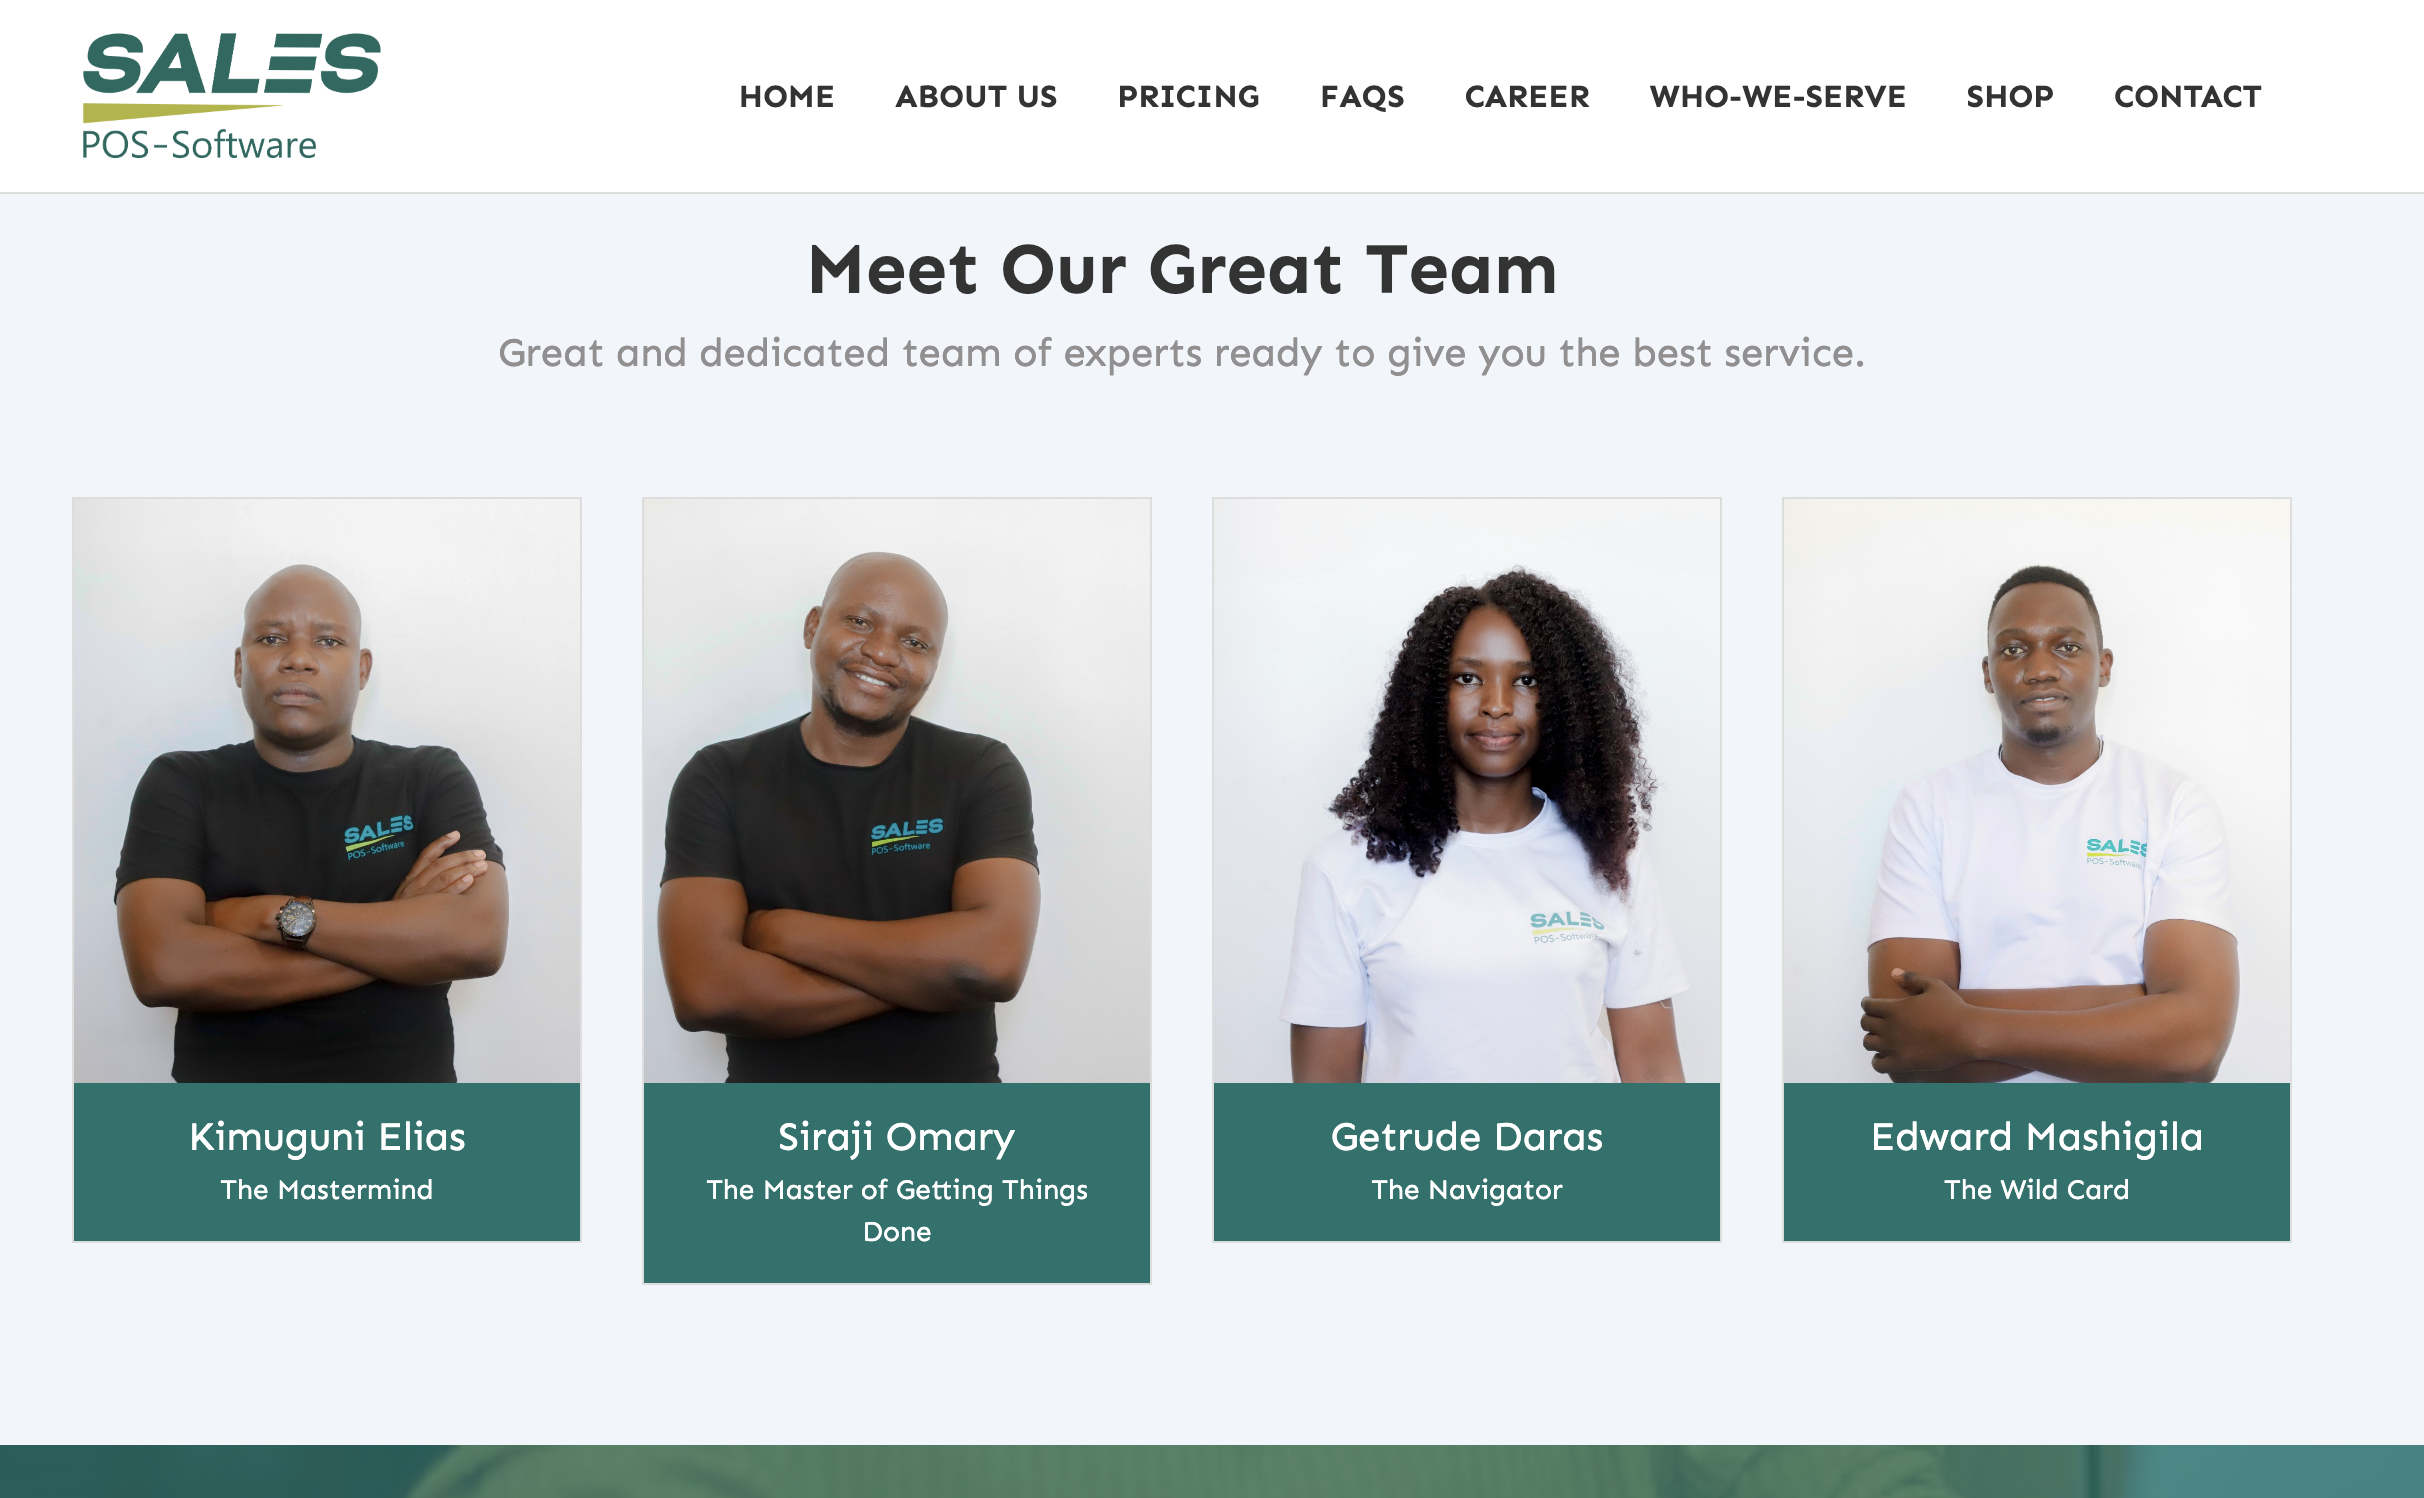 SALES
POS-Software
HOME ABOUT US PRICING FAQS CAREER WHO-WE-SERVE SHOP CONTACT
Meet Our Great Team
Great and dedicated team of experts ready to give you the best service.
SALES
POS-Software
SALES
POS-Software
SALES
POS-Software
SALES
POS-Software
Kimuguni Elias
The Mastermind
Siraji Omary
The Master of Getting Things
Done
Getrude Daras
The Navigator
Edward Mashigila
The Wild Card